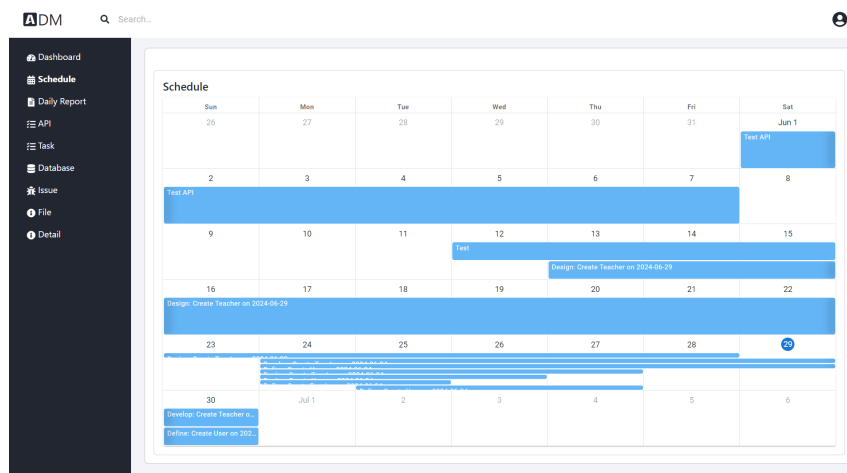 ADM
Search..
Dashboard
Schedule
Daily Report
API
Task
Database
Issue
File
Detail
Schedule
Sun Mon Tue Wed Thu Fri Sat
26 27 28 29 30 31 Jun 1
Test API
2 3 4 5 6 7 8
Test API
9 10 11 12 13 14 15
Test
Design: Create Teacher on 2024-06-29
16 17 18 19 20 21 22
Design: Create Teacher on 2024-06-29
23 24 25 26 27 28 29
30 Jul 1 2 3 4 5 6
Develop: Create Teacher o...
Define: Create User on 202...